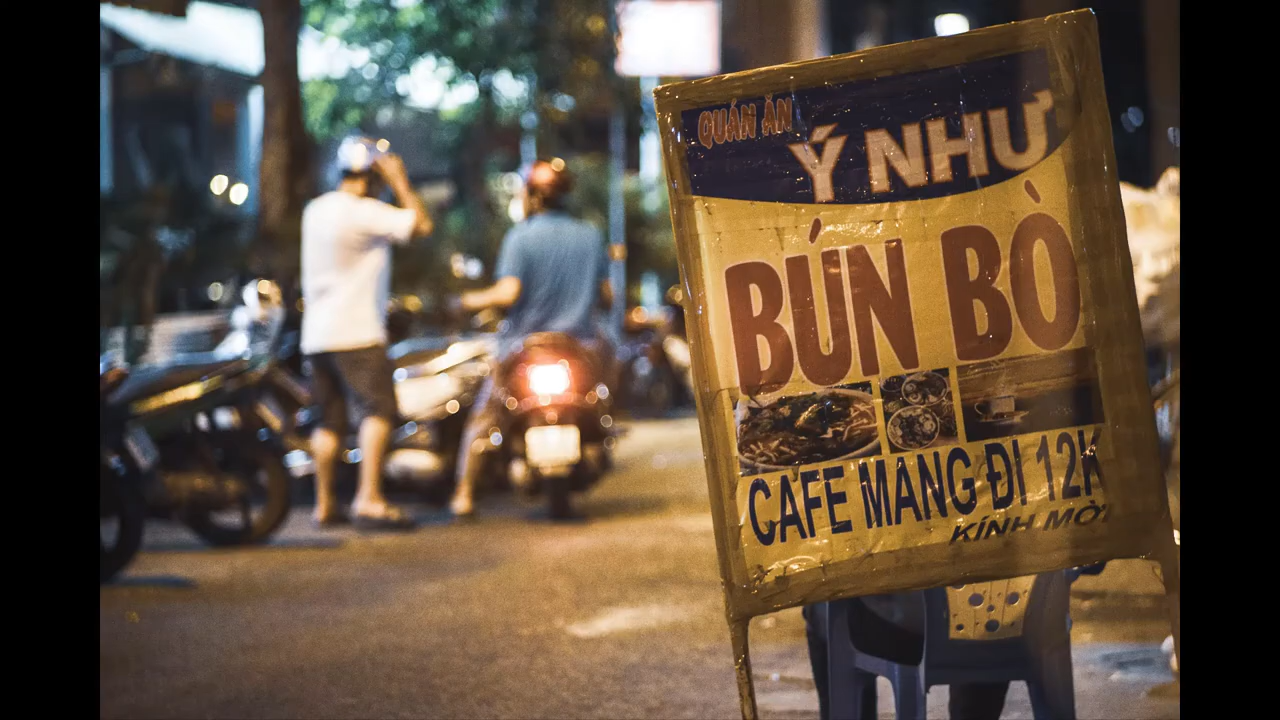 QUÁN ĂN
Ý NHƯ
BÚN BÒ
CAFE MANG ĐI 12K
KÍNH MỜI